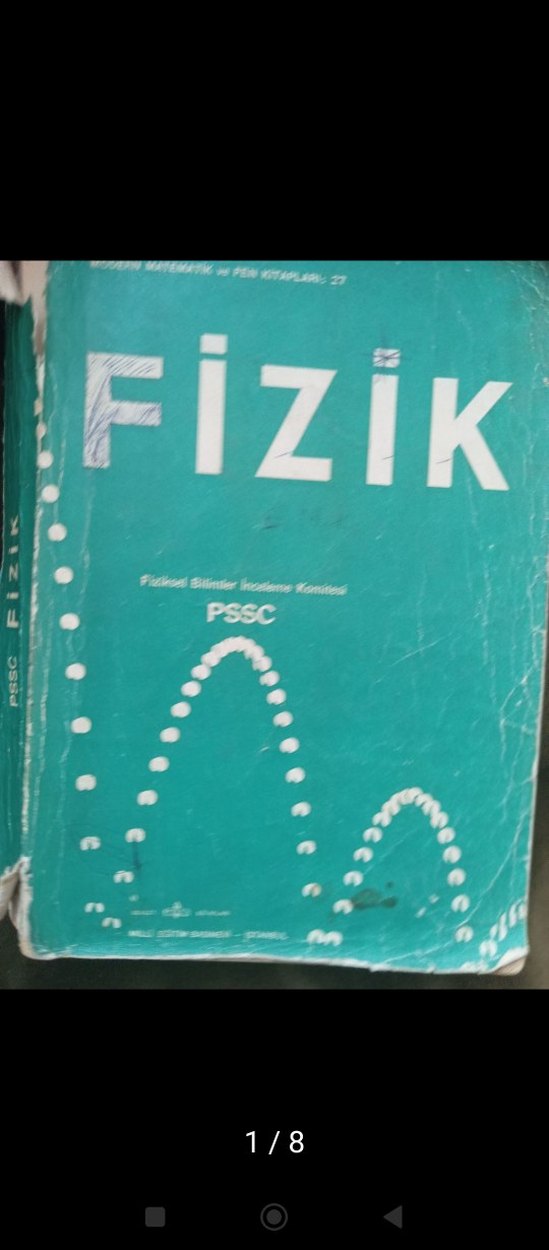 MODERN MATEMATİK ve FEN KİTAPLARI: 27
FİZİK
Fiziksel Bilimler İnceleme Komitesi
PSSC
PSSC FİZİK
MİLLÎ EĞİTİM BASIMEVİ - İSTANBUL
1 / 8